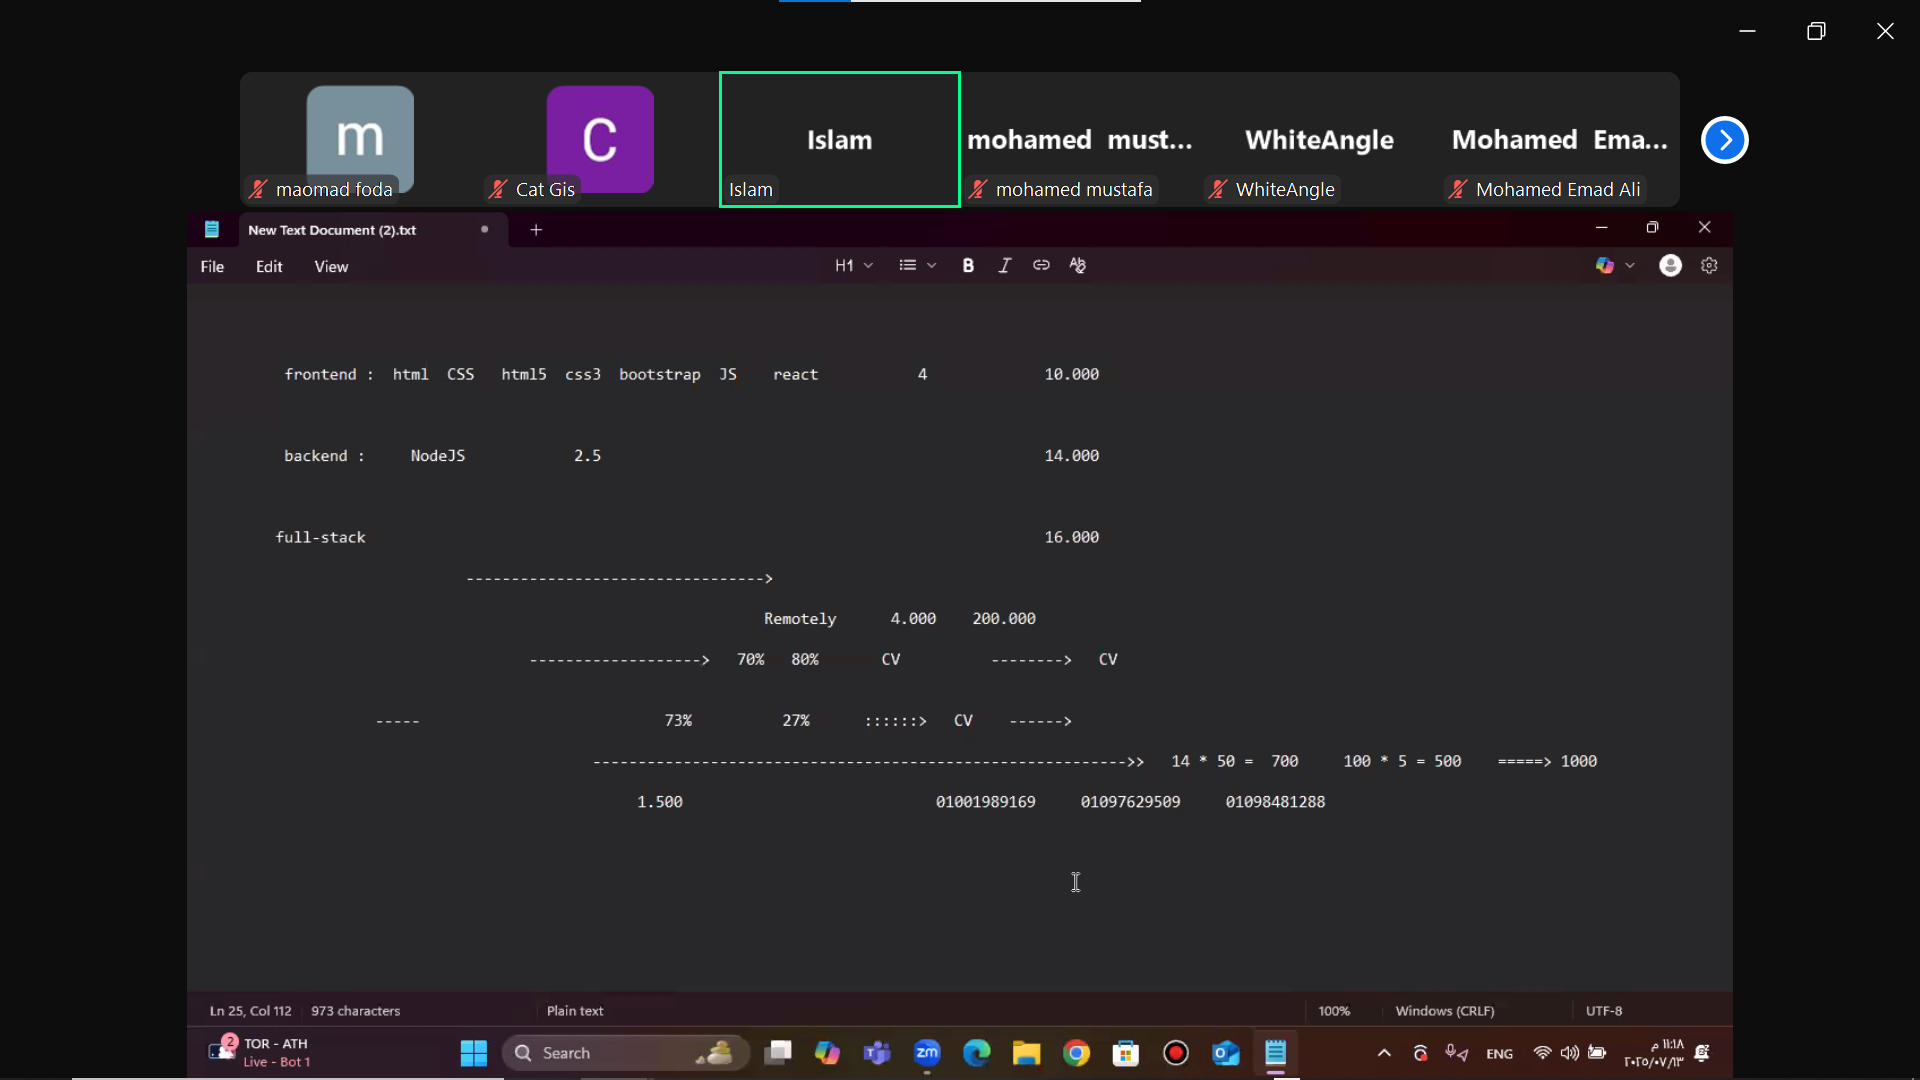 m
C
Islam
mohamed must...
WhiteAngle
Mohamed Ema...
maomad foda
Cat Gis
Islam
mohamed mustafa
WhiteAngle
Mohamed Emad Ali
New Text Document (2).txt
File Edit View
H1 B I
frontend : html CSS html5 css3 bootstrap JS react 4 10.000
backend : NodeJS 2.5 14.000
full-stack 16.000
--------------------------------->
Remotely 4.000 200.000
-------------------> 70% 80% CV --------> CV
----- 73% 27% ::::::> CV ------>
----------------------------------------------------------->> 14 * 50 = 700 100 * 5 = 500 =====> 1000
1.500 01001989169 01097629509 01098481288
Ln 25, Col 112 973 characters Plain text 100% Windows (CRLF) UTF-8
2 TOR - ATH
Live - Bot 1
Search
zm
ENG
١١:١٨ م
٢٠٢٥/٠٧/١٣